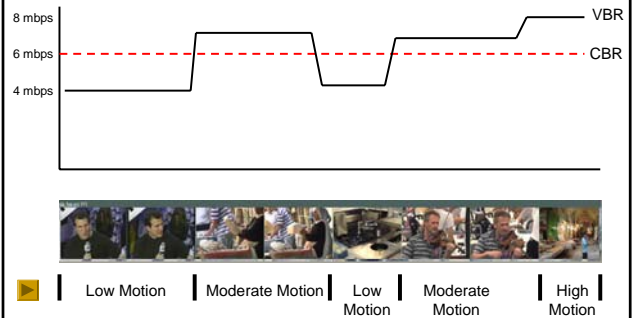 8 mbps
VBR
6 mbps
CBR
4 mbps
Low Motion
Moderate Motion
Low
Motion
Moderate
Motion
High
Motion